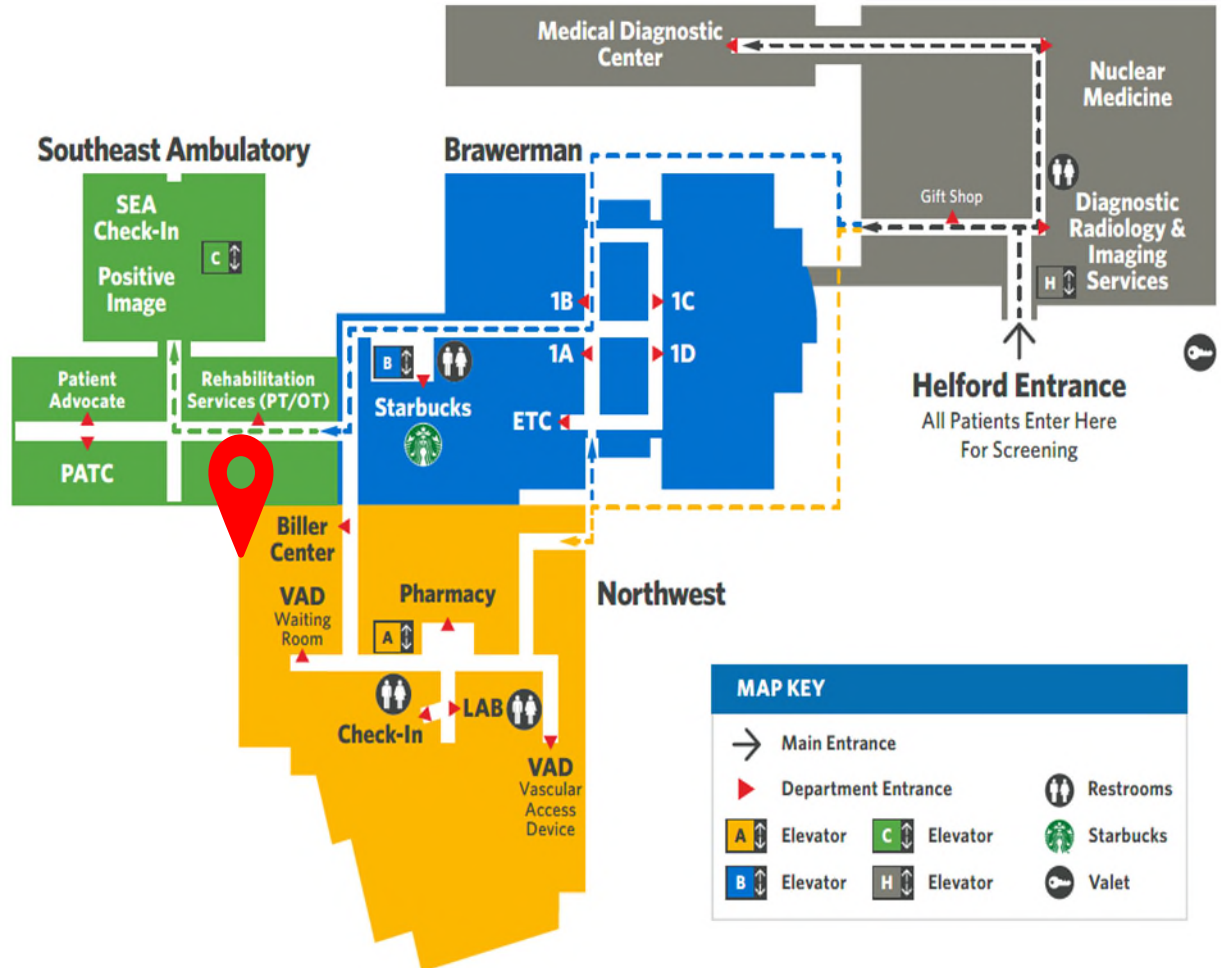 Medical Diagnostic
Center
Nuclear
Medicine
Gift Shop
Diagnostic
Radiology &
Imaging
Services
H
Helford Entrance
All Patients Enter Here
For Screening
Southeast Ambulatory
SEA
Check-In
C
Positive
Image
Patient
Advocate
Rehabilitation
Services (PT/OT)
PATC
Brawerman
1B
1C
1A
1D
B
Starbucks
ETC
Biller
Center
VAD
Waiting
Room
Pharmacy
A
Northwest
LAB
Check-In
VAD
Vascular
Access
Device
MAP KEY
Main Entrance
Department Entrance
Restrooms
A Elevator
C Elevator
Starbucks
B Elevator
H Elevator
Valet